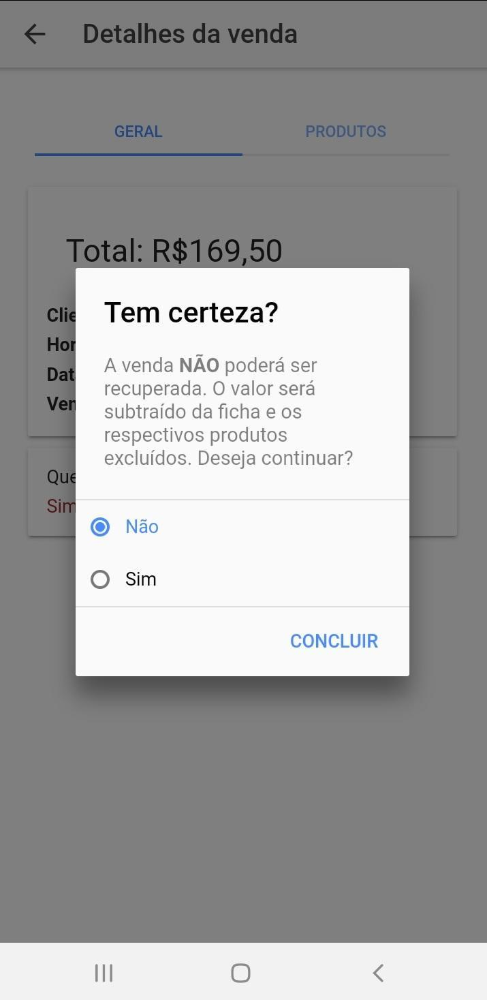 Detalhes da venda
GERAL
PRODUTOS
Total: R$169,50
Tem certeza?
A venda NÃO poderá ser
recuperada. O valor será
subtraído da ficha e os
respectivos produtos
excluídos. Deseja continuar?
Não
Sim
CONCLUIR
Clie
Hor
Dat
Ven
Que
Sim